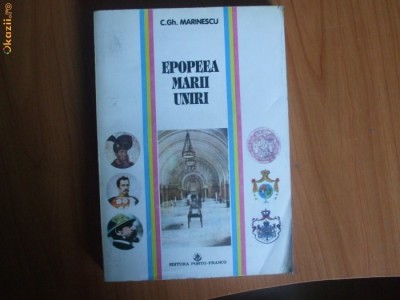 C.Gh. MARINESCU
EPOPEEA
MARII
UNIRI
EDITURA PORTO-FRANCO
Okazii.ro